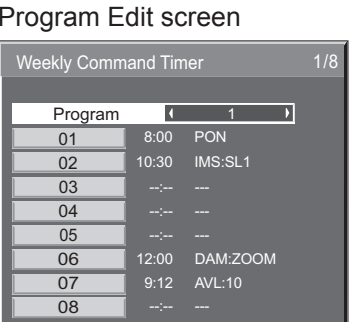 Program Edit screen
Weekly Command Timer 1/8
Program 1
01 8:00 PON
02 10:30 IMS:SL1
03 --:-- ---
04 --:-- ---
05 --:-- ---
06 12:00 DAM:ZOOM
07 9:12 AVL:10
08 --:-- ---